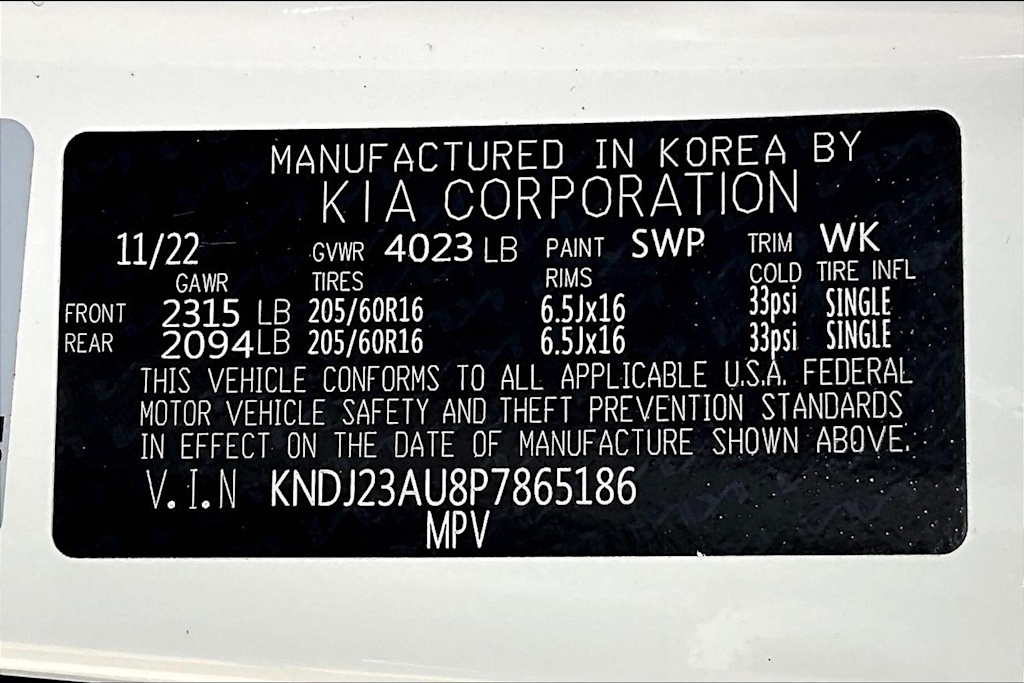 MANUFACTURED IN KOREA BY
KIA CORPORATION
11/22 GVWR 4023 LB PAINT SWP TRIM WK
GAWR TIRES RIMS COLD TIRE INFL
FRONT 2315 LB 205/60R16 6.5Jx16 33psi SINGLE
REAR 2094 LB 205/60R16 6.5Jx16 33psi SINGLE
THIS VEHICLE CONFORMS TO ALL APPLICABLE U.S.A. FEDERAL
MOTOR VEHICLE SAFETY AND THEFT PREVENTION STANDARDS
IN EFFECT ON THE DATE OF MANUFACTURE SHOWN ABOVE.
V.I.N KNDJ23AU8P7865186
MPV